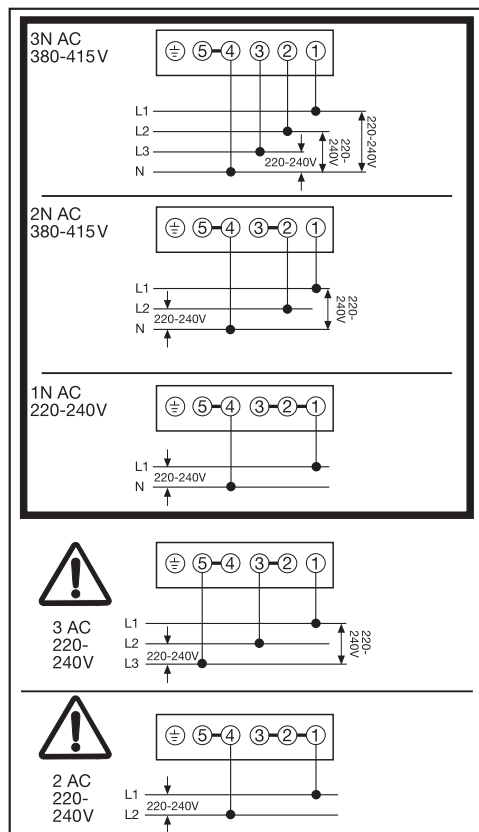 3N AC
380-415V
⏚ 5-4 3 2 1
L1
L2
L3
N
220-240V
220-
240V
220-240V
2N AC
380-415V
⏚ 5-4 3-2 1
L1
L2
N
220-240V
220-
240V
1N AC
220-240V
⏚ 5-4 3-2-1
L1
N
220-240V
⏚ 5-4 3-2 1
3 AC
220-
240V
L1
L2
L3
220-240V
220-
240V
⏚ 5-4 3-2-1
2 AC
220-
240V
L1
L2
220-240V